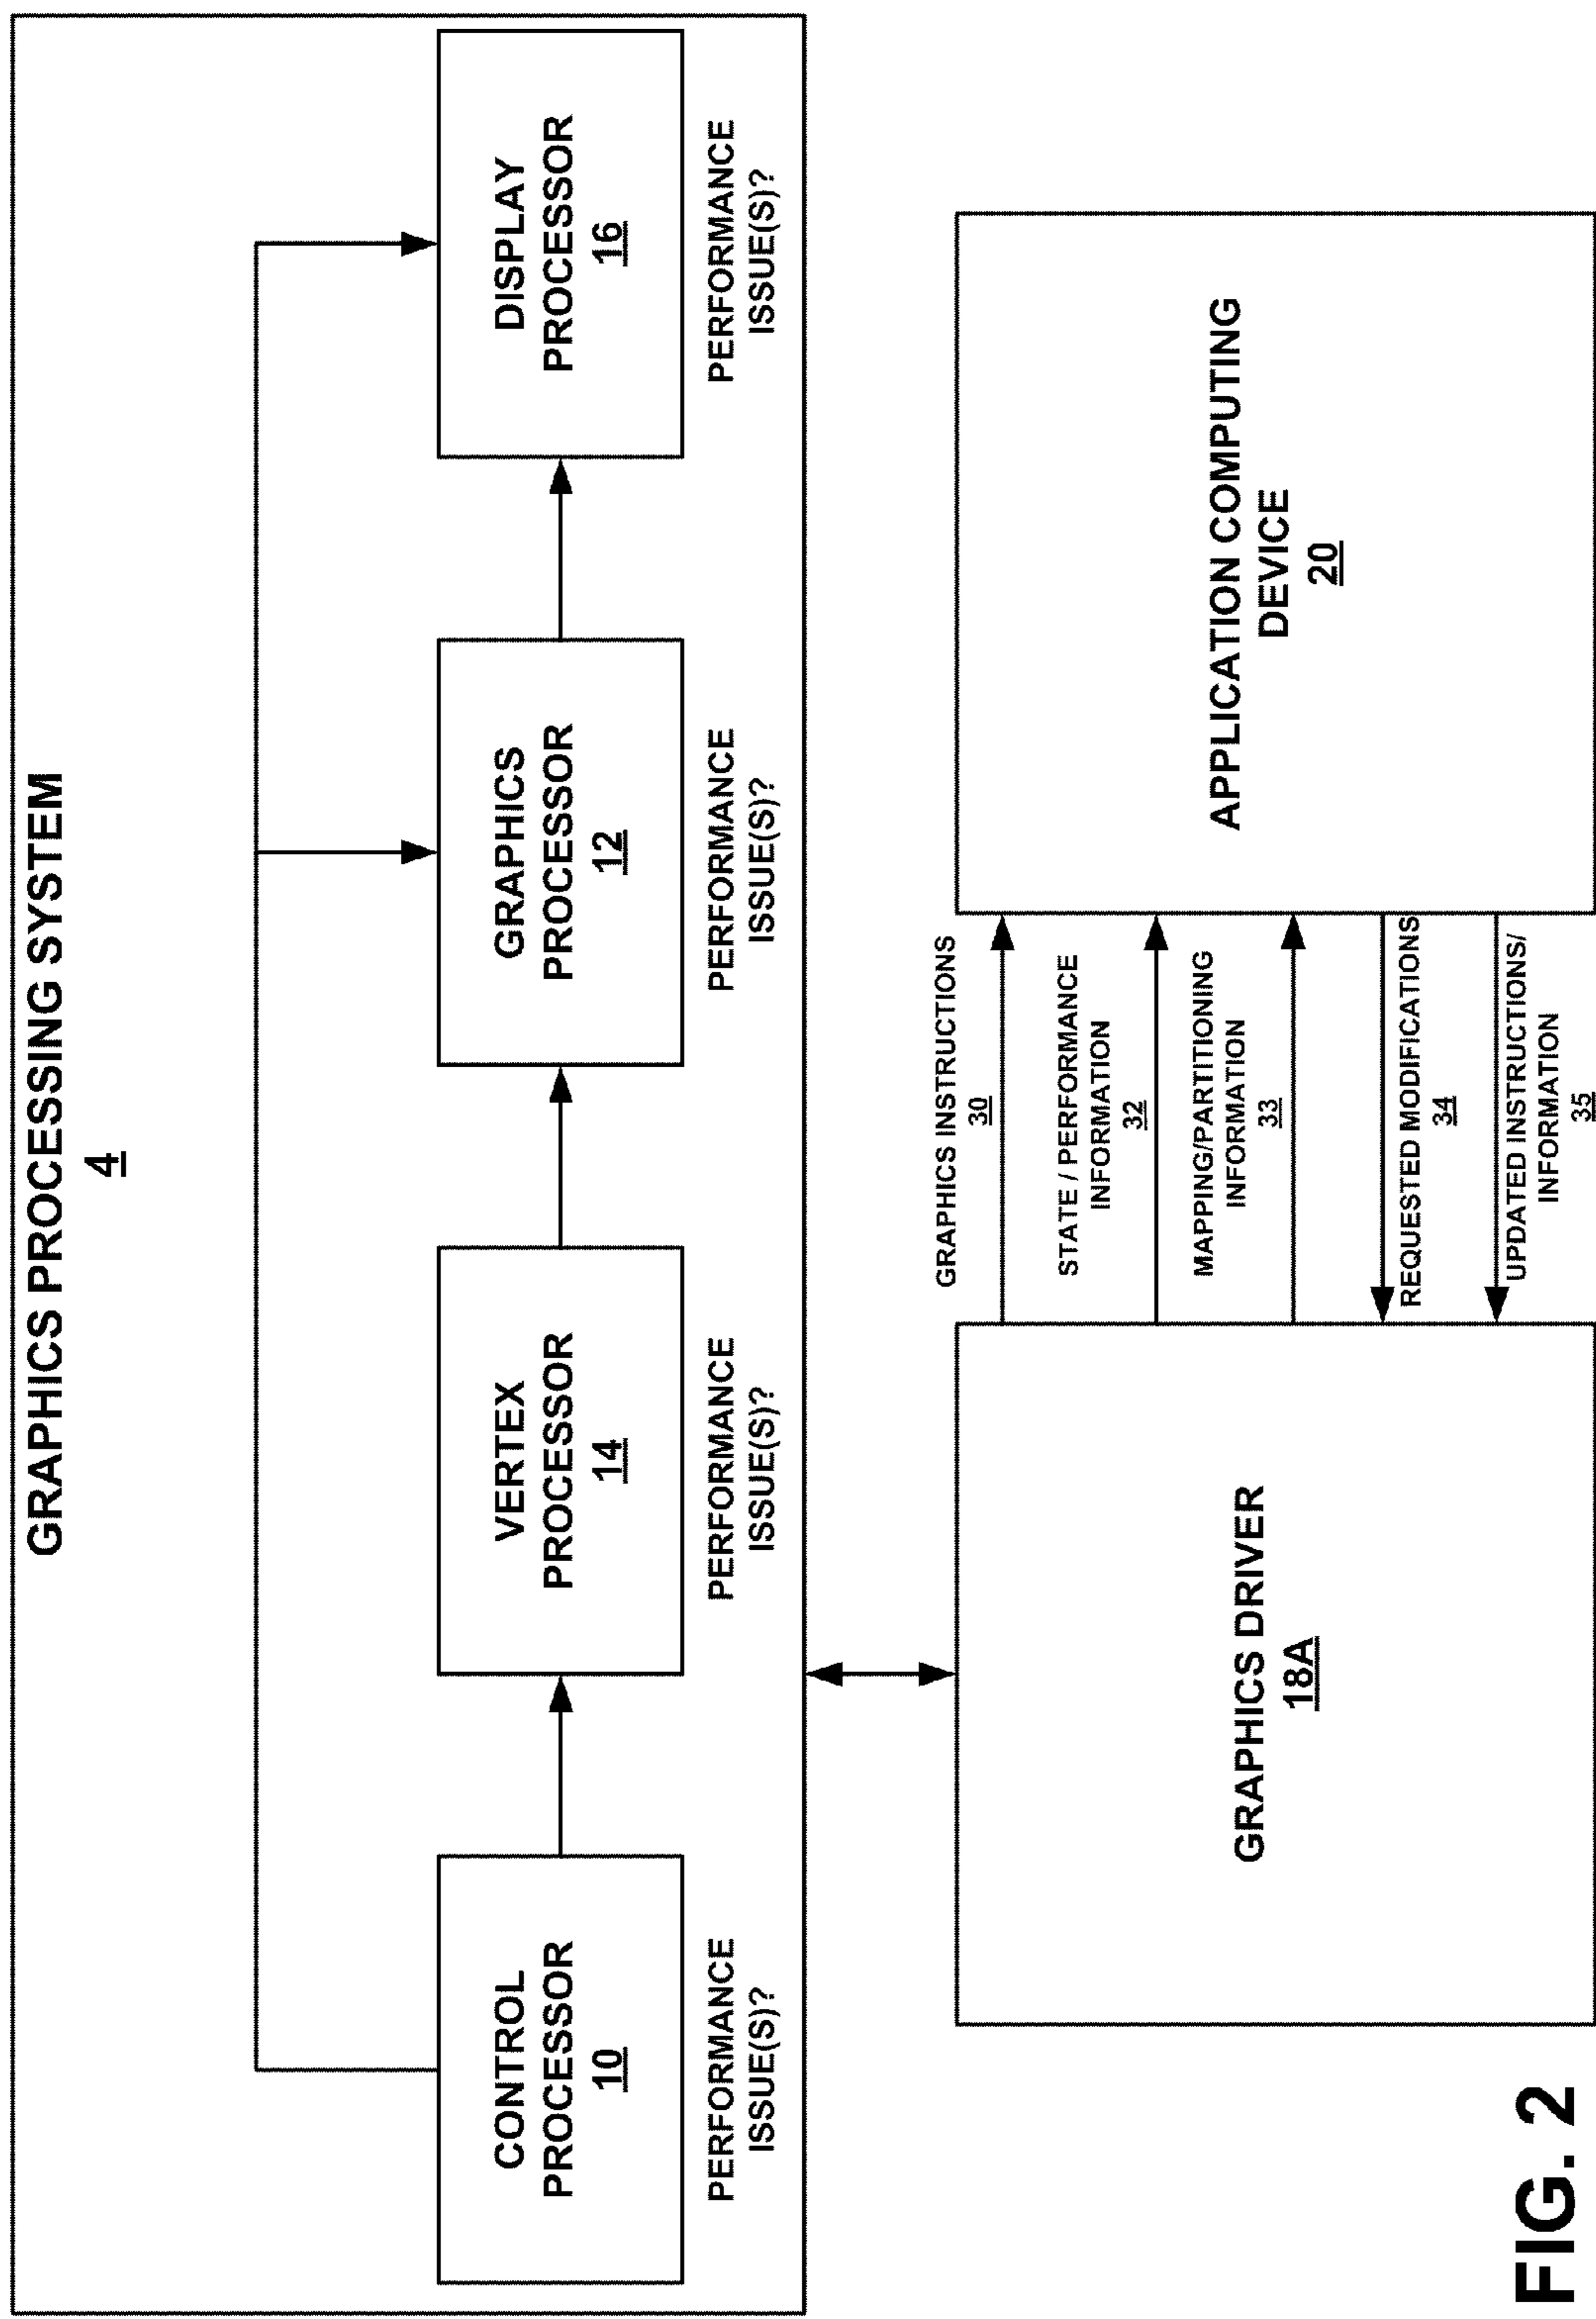 GRAPHICS PROCESSING SYSTEM
4
CONTROL
PROCESSOR
10
PERFORMANCE
ISSUE(S)?
VERTEX
PROCESSOR
14
PERFORMANCE
ISSUE(S)?
GRAPHICS
PROCESSOR
12
PERFORMANCE
ISSUE(S)?
DISPLAY
PROCESSOR
16
PERFORMANCE
ISSUE(S)?
GRAPHICS DRIVER
18A
GRAPHICS INSTRUCTIONS
30
STATE / PERFORMANCE
INFORMATION
32
MAPPING/PARTITIONING
INFORMATION
33
REQUESTED MODIFICATIONS
34
UPDATED INSTRUCTIONS/
INFORMATION
35
APPLICATION COMPUTING
DEVICE
20
FIG. 2